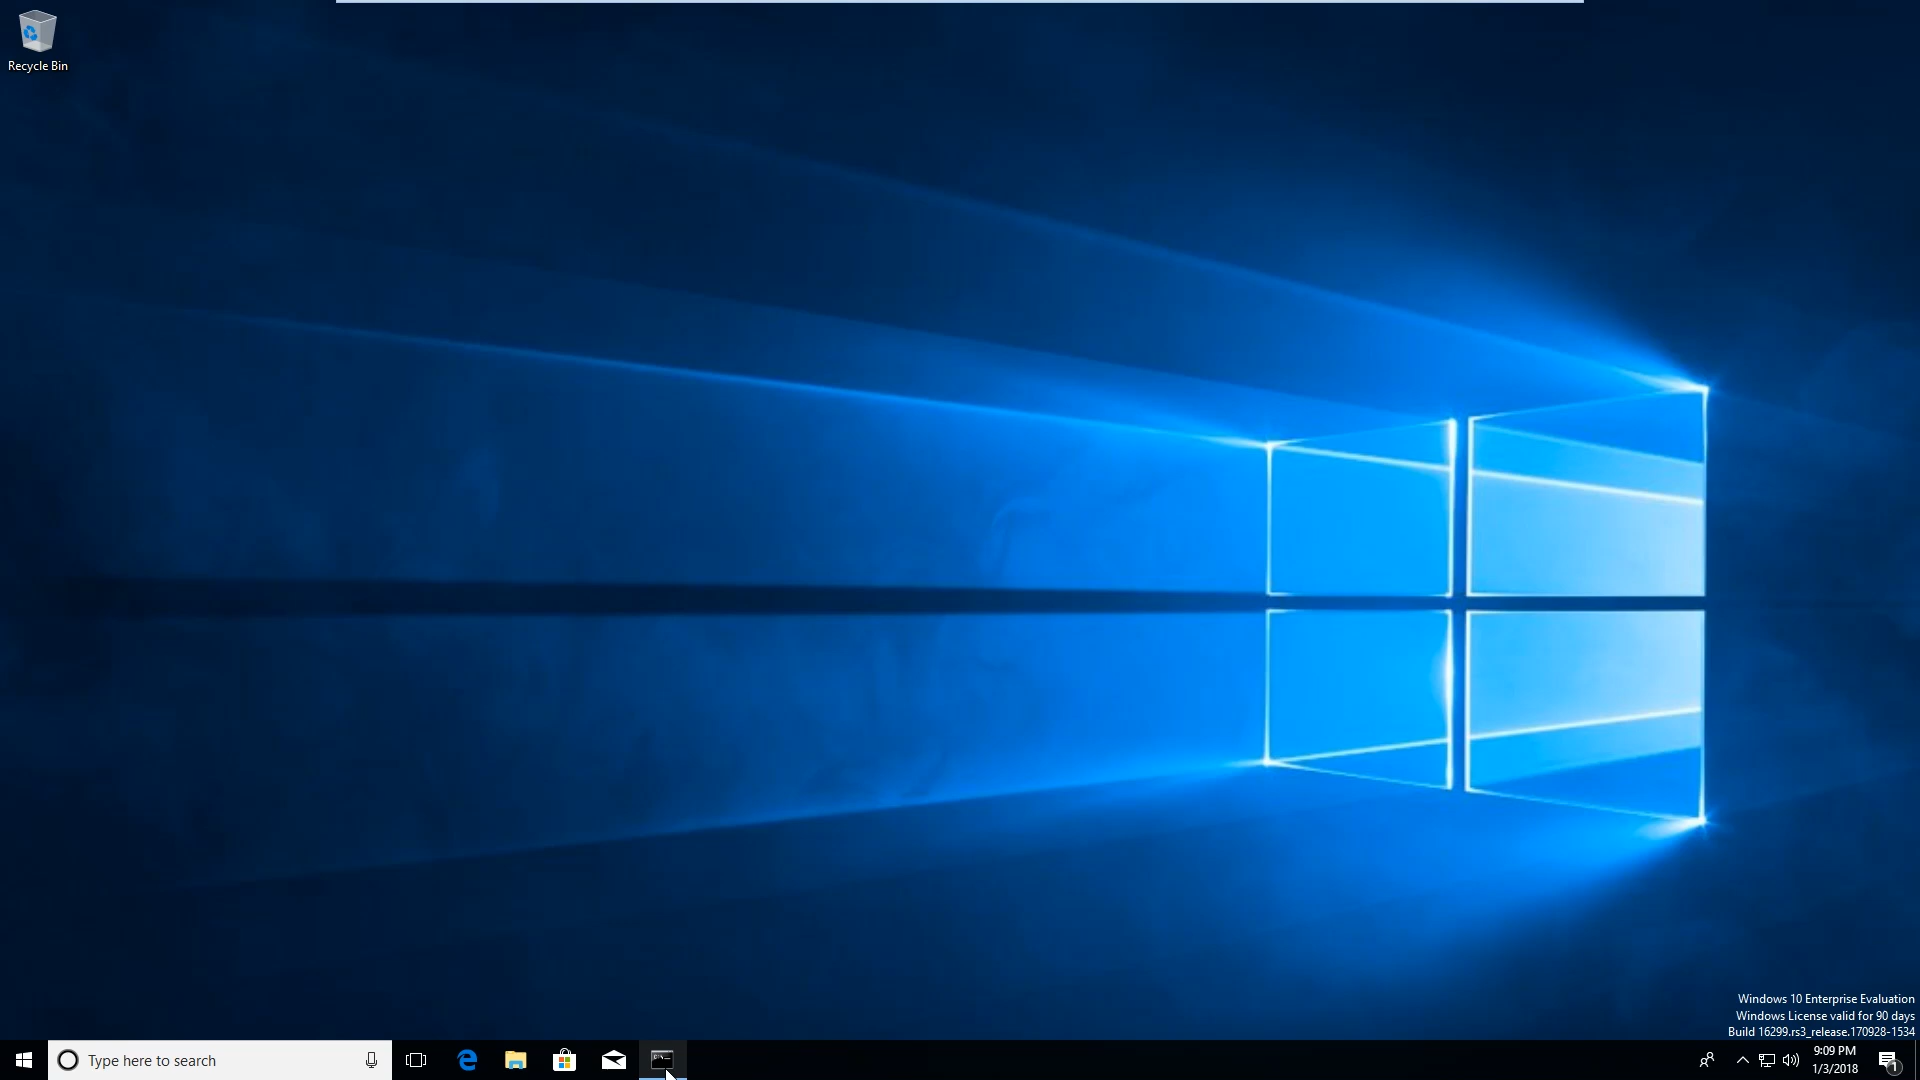 Recycle Bin
Windows 10 Enterprise Evaluation
Windows License valid for 90 days
Build 16299.rs3_release.170928-1534
Type here to search
9:09 PM
1/3/2018
1